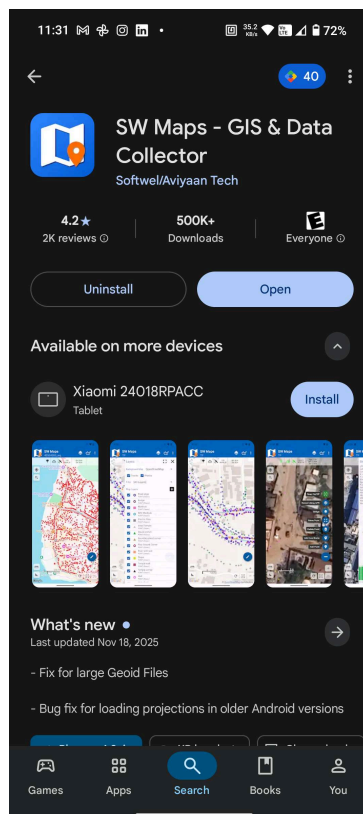 11:31
35.2 KB/s
Vo LTE
72%
40
SW Maps - GIS & Data
Collector
Softwel/Aviyaan Tech
4.2★
2K reviews
500K+
Downloads
E
Everyone
Uninstall
Open
Available on more devices
Xiaomi 24018RPACC
Tablet
Install
What's new
Last updated Nov 18, 2025
- Fix for large Geoid Files
- Bug fix for loading projections in older Android versions
Games
Apps
Search
Books
You